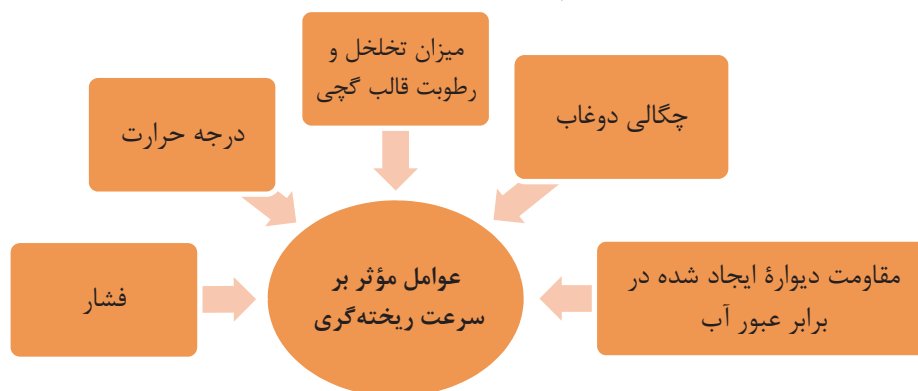 میزان تخلخل و
رطوبت قالب گچی
چگالی دوغاب
درجه حرارت
مقاومت دیوارهٔ ایجاد شده در
برابر عبور آب
عوامل مؤثر بر
سرعت ریخته‌گری
فشار